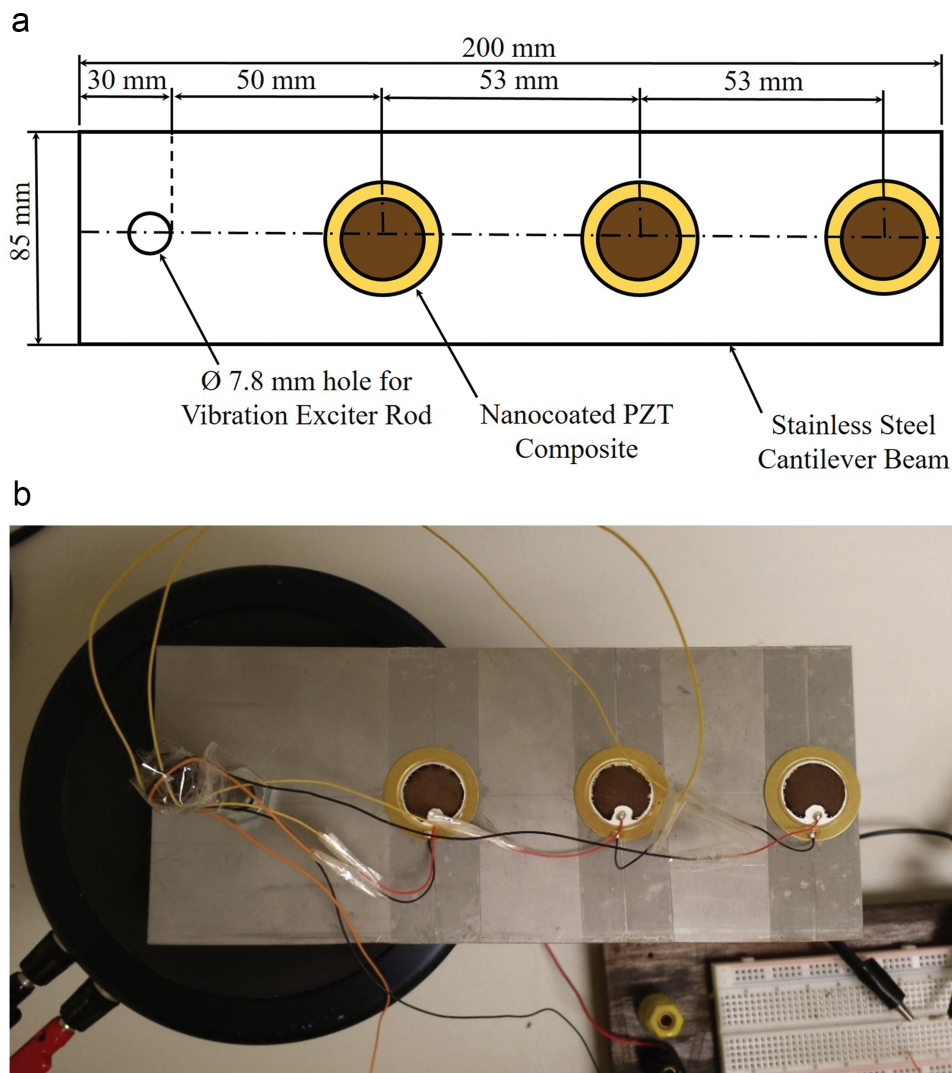 a
200 mm
30 mm
50 mm
53 mm
53 mm
85 mm
Ø 7.8 mm hole for
Vibration Exciter Rod
Nanocoated PZT
Composite
Stainless Steel
Cantilever Beam
b